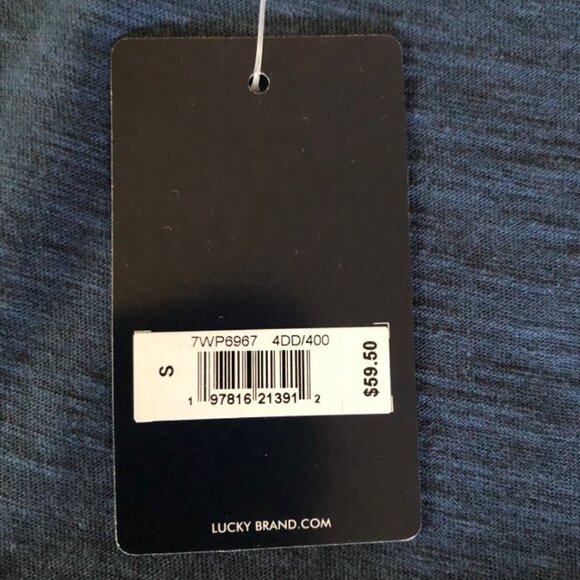 7WP6967 4DD/400
S
$59.50
1 97816 21391 2
LUCKY BRAND.COM